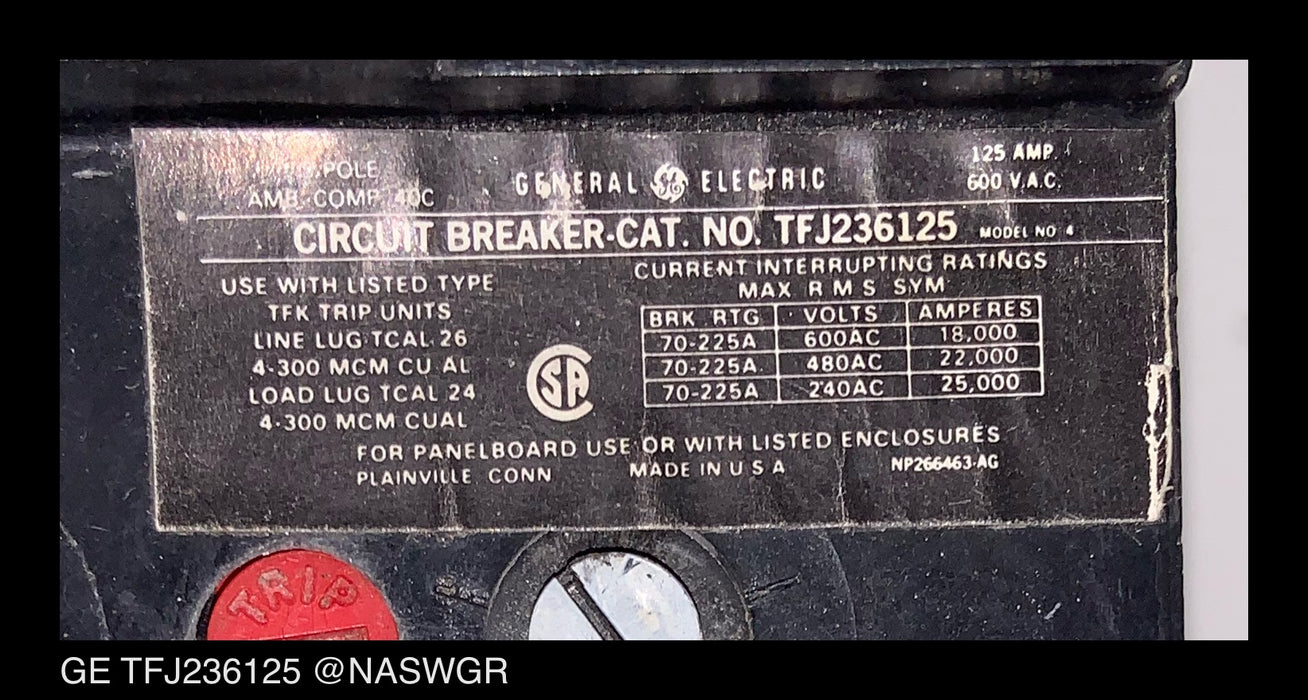 POLE
AMB. COMP. 40C
GENERAL GE ELECTRIC
125 AMP.
600 V.A.C.
CIRCUIT BREAKER-CAT. NO. TFJ236125 MODEL NO 4
USE WITH LISTED TYPE
TFK TRIP UNITS
LINE LUG TCAL 26
4-300 MCM CU AL
LOAD LUG TCAL 24
4-300 MCM CUAL
SA
CURRENT INTERRUPTING RATINGS
MAX R M S SYM
BRK RTG VOLTS AMPERES
70-225A 600AC 18,000
70-225A 480AC 22,000
70-225A 240AC 25,000
FOR PANELBOARD USE OR WITH LISTED ENCLOSURES
PLAINVILLE CONN MADE IN U S A NP266463-AG
TRIP
GE TFJ236125 @NASWGR